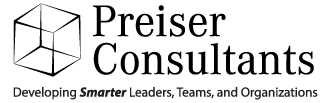 Preiser
Consultants
Developing Smarter Leaders, Teams, and Organizations